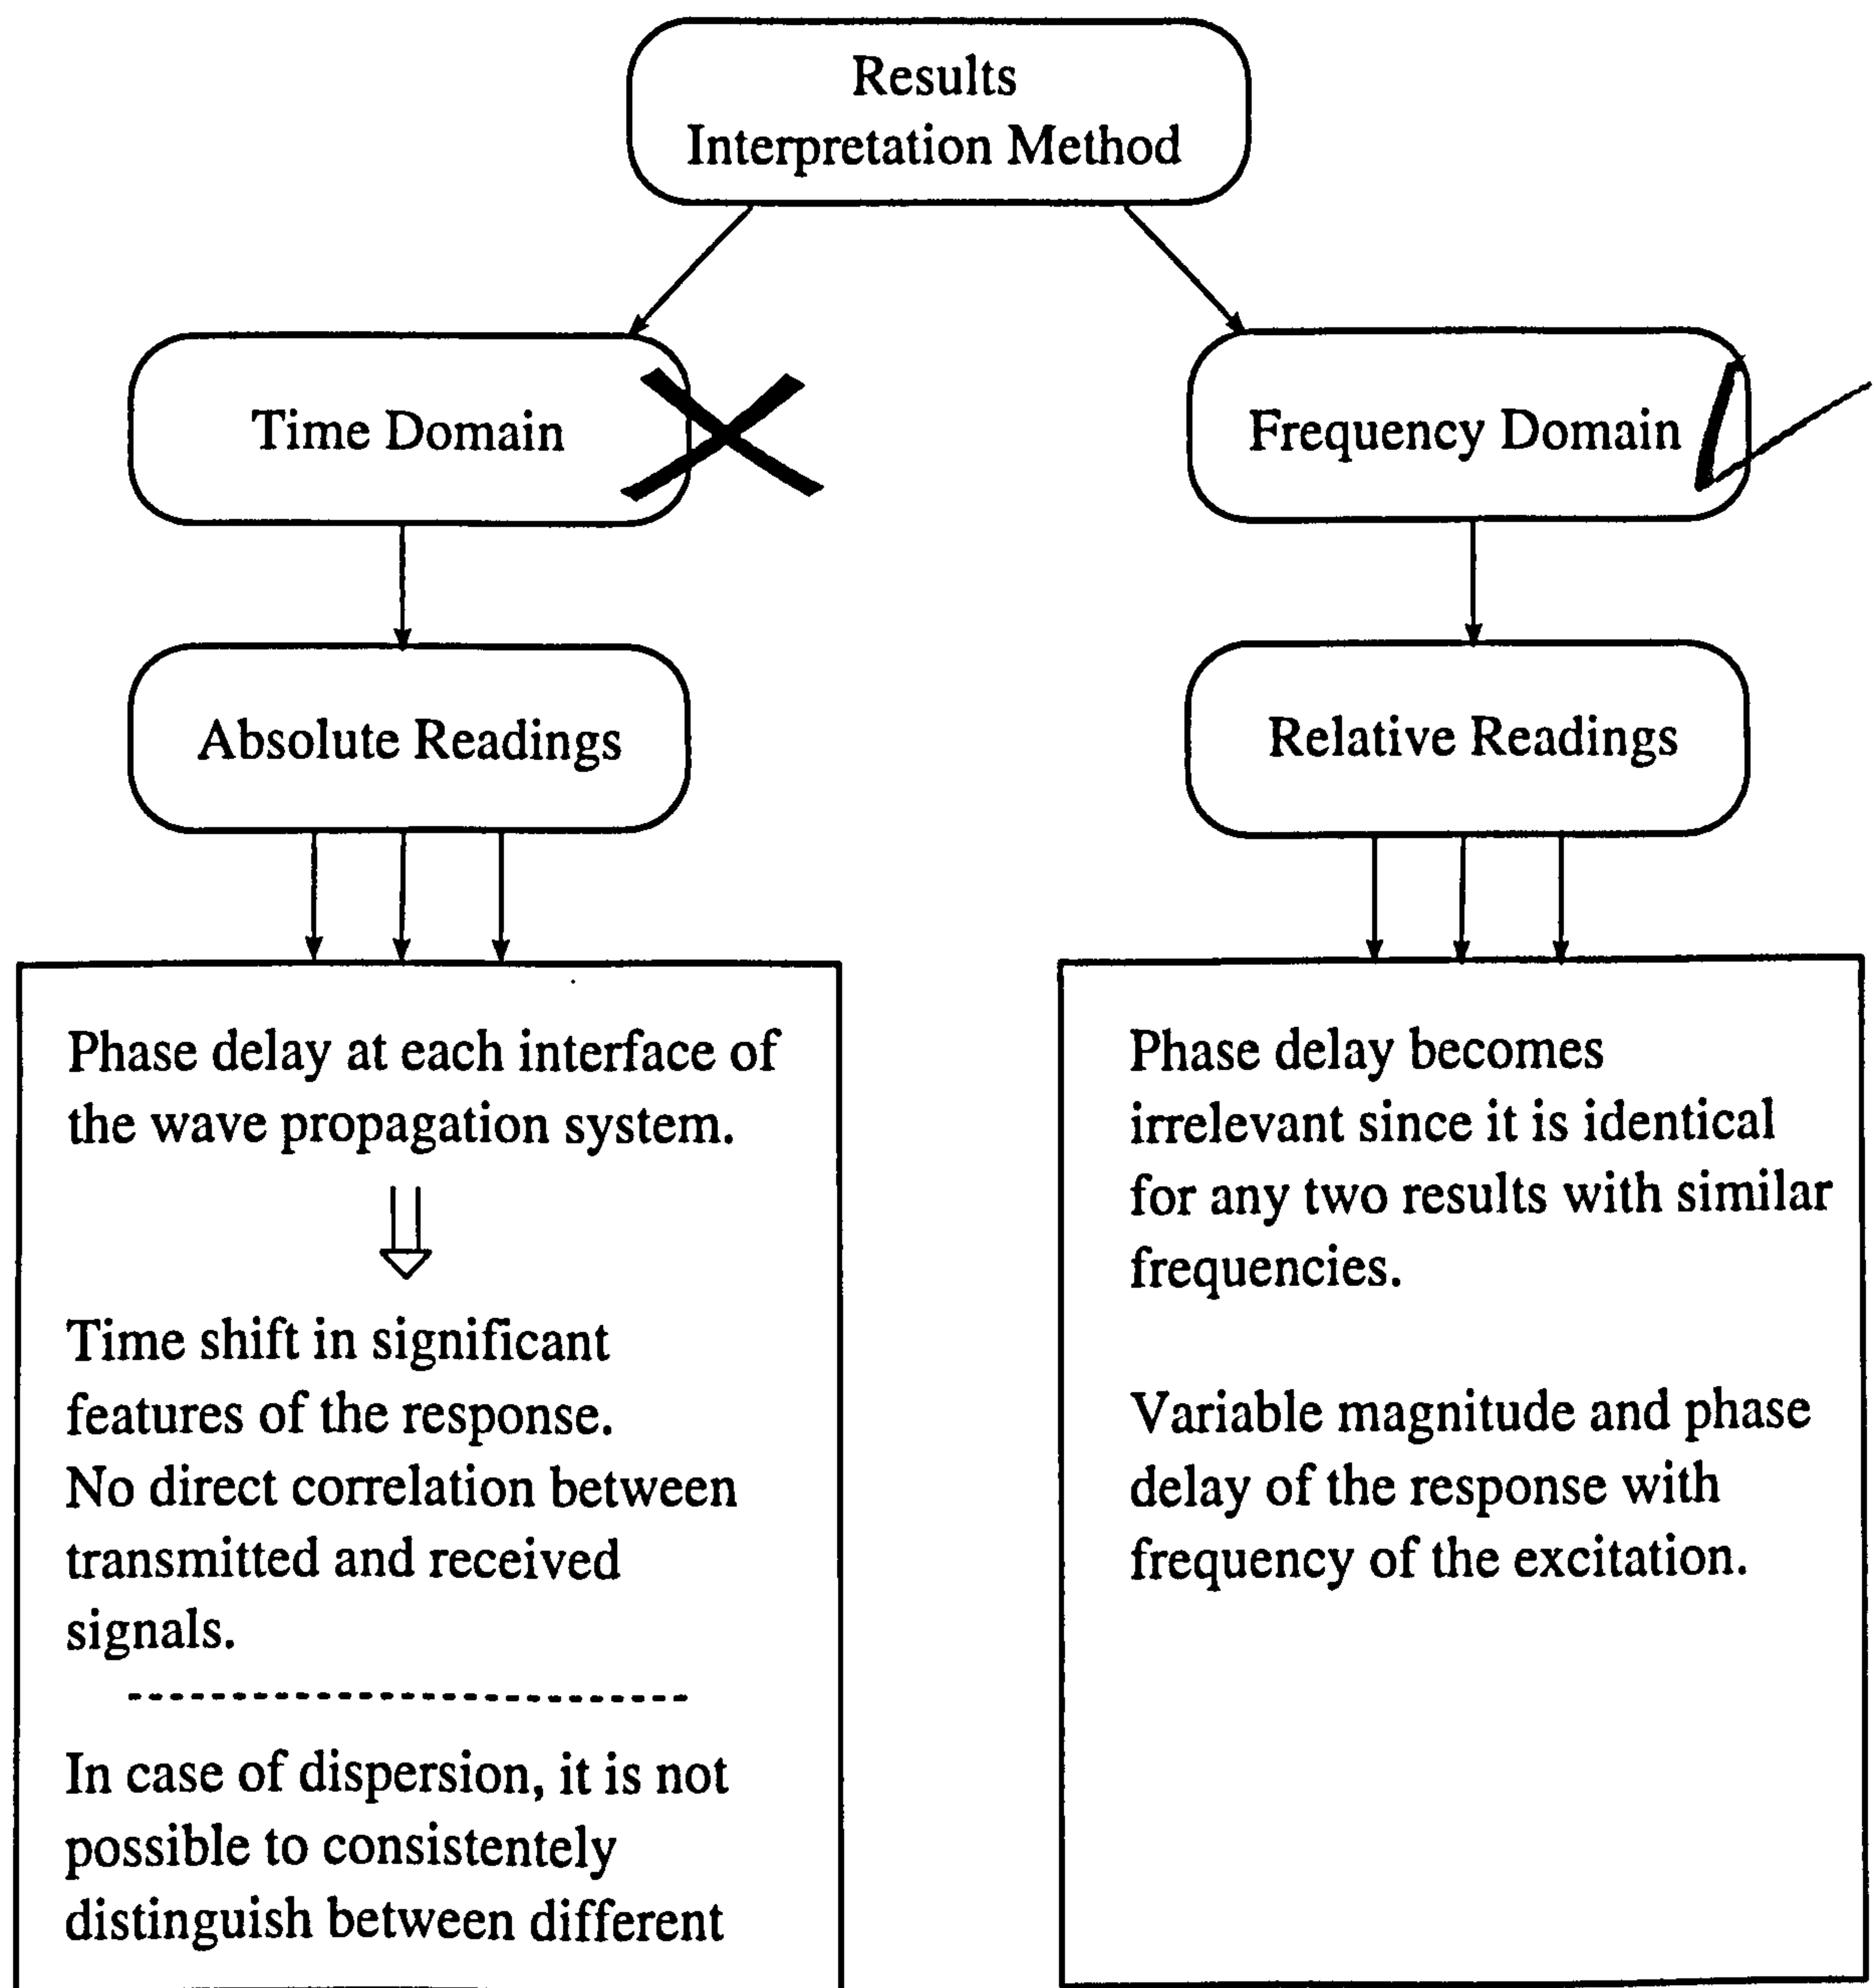 Results
Interpretation Method
Time Domain
Frequency Domain
Absolute Readings
Relative Readings
Phase delay at each interface of
the wave propagation system.
Time shift in significant
features of the response.
No direct correlation between
transmitted and received
signals.
In case of dispersion, it is not
possible to consistentely
distinguish between different
Phase delay becomes
irrelevant since it is identical
for any two results with similar
frequencies.
Variable magnitude and phase
delay of the response with
frequency of the excitation.